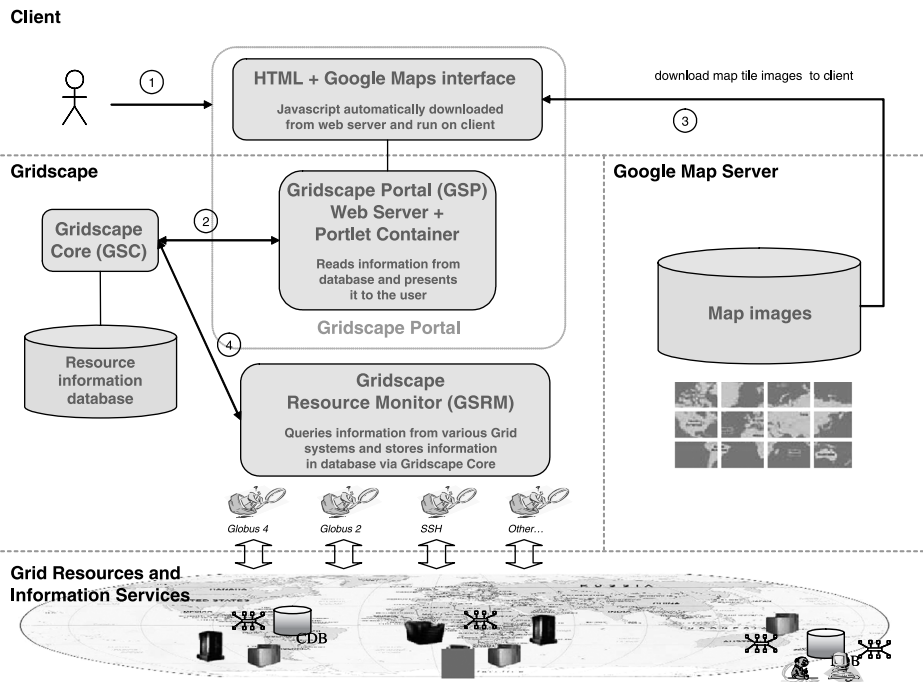 Client
1
HTML + Google Maps interface
Javascript automatically downloaded
from web server and run on client
download map tile images to client
3
Gridscape
Google Map Server
2
Gridscape
Core (GSC)
Gridscape Portal (GSP)
Web Server +
Portlet Container
Reads information from
database and presents
it to the user
Gridscape Portal
Map images
4
Resource
information
database
Gridscape
Resource Monitor (GSRM)
Queries information from various Grid
systems and stores information
in database via Gridscape Core
Globus 4
Globus 2
SSH
Other...
Grid Resources and
Information Services
RUSSIA
CDB